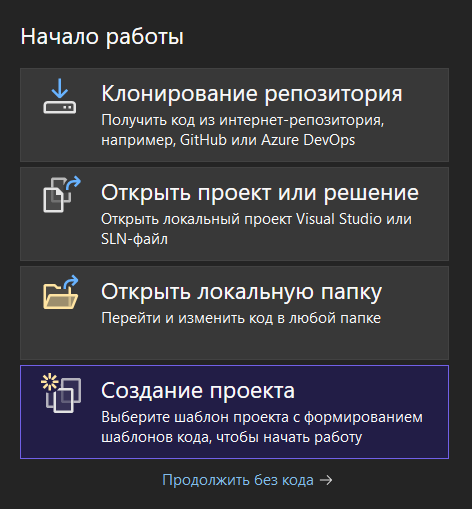 Начало работы
Клонирование репозитория
Получить код из интернет-репозитория,
например, GitHub или Azure DevOps
Открыть проект или решение
Открыть локальный проект Visual Studio или
SLN-файл
Открыть локальную папку
Перейти и изменить код в любой папке
Создание проекта
Выберите шаблон проекта с формированием
шаблонов кода, чтобы начать работу
Продолжить без кода →